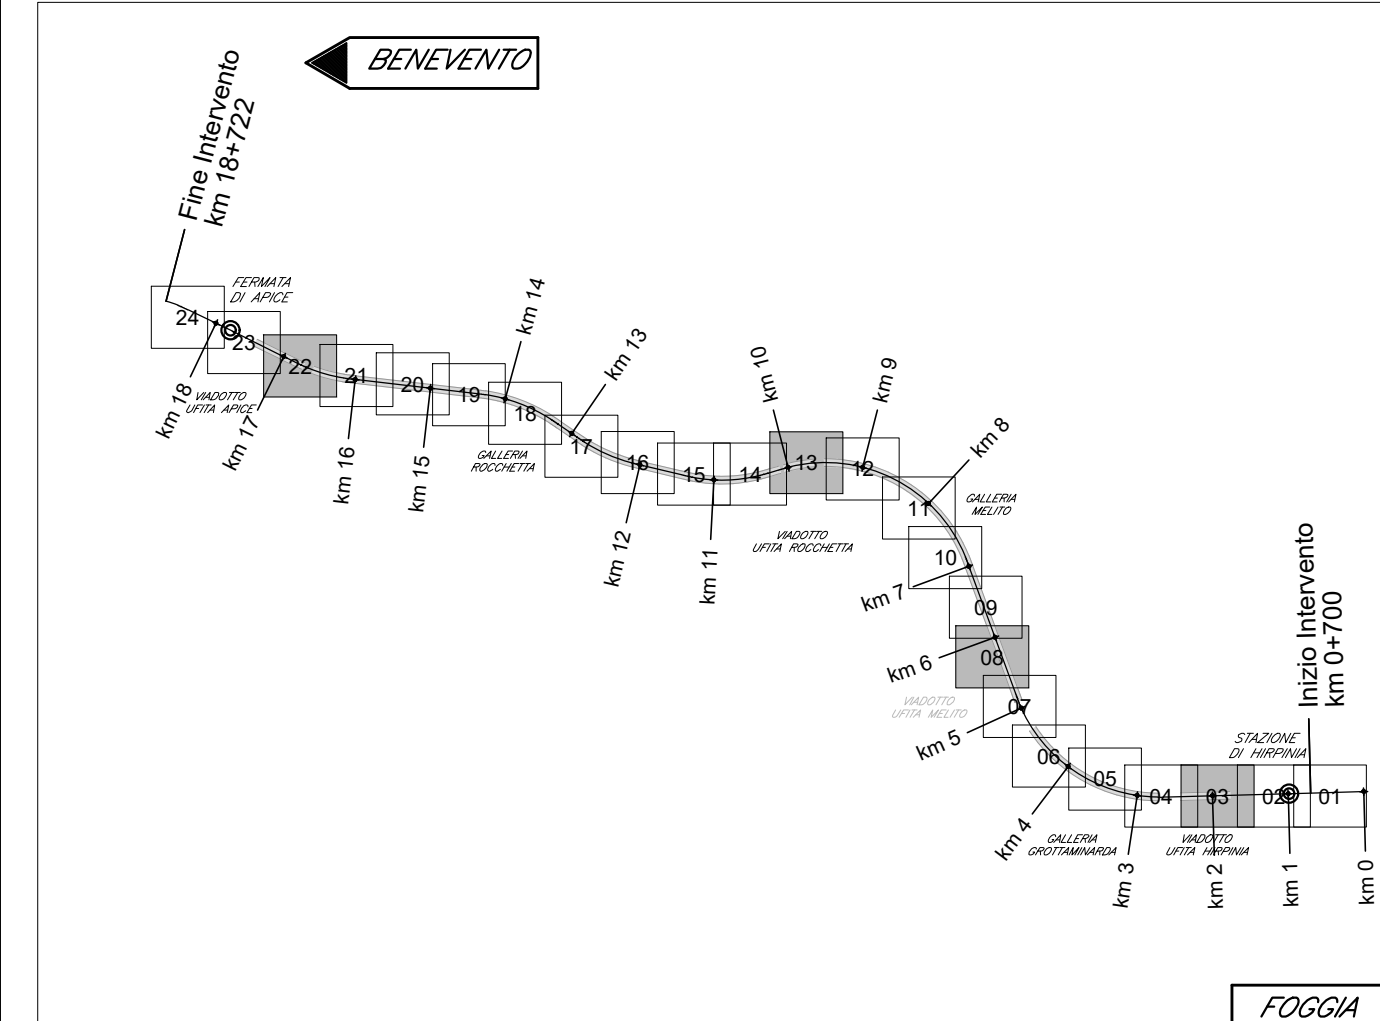 BENEVENTO
Fine Intervento
km 18+722
FERMATA
DI APICE
24
23
22
21
20
19
18
17
16
15
14
13
12
11
10
09
08
07
06
05
04
03
02
01
km 18
VIADOTTO
UFITA APICE
km 17
km 16
km 15
km 14
GALLERIA
ROCCHETTA
km 13
km 12
km 11
km 10
VIADOTTO
UFITA ROCCHETTA
km 9
km 8
GALLERIA
MELITO
km 7
km 6
VIADOTTO
UFITA MELITO
km 5
km 4
GALLERIA
GROTTAMINARDA
km 3
VIADOTTO
UFITA HIRPINIA
km 2
STAZIONE
DI HIRPINIA
km 1
Inizio Intervento
km 0+700
km 0
FOGGIA